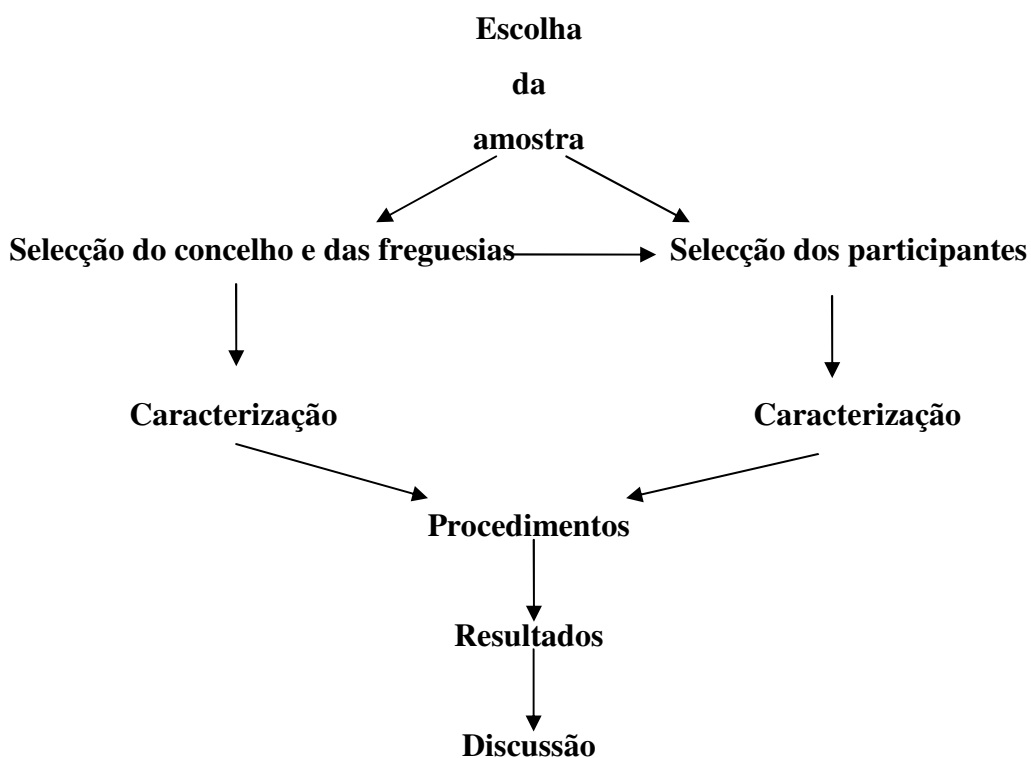 Escolha
da
amostra
Selecção do concelho e das freguesias
Selecção dos participantes
Caracterização
Caracterização
Procedimentos
Resultados
Discussão